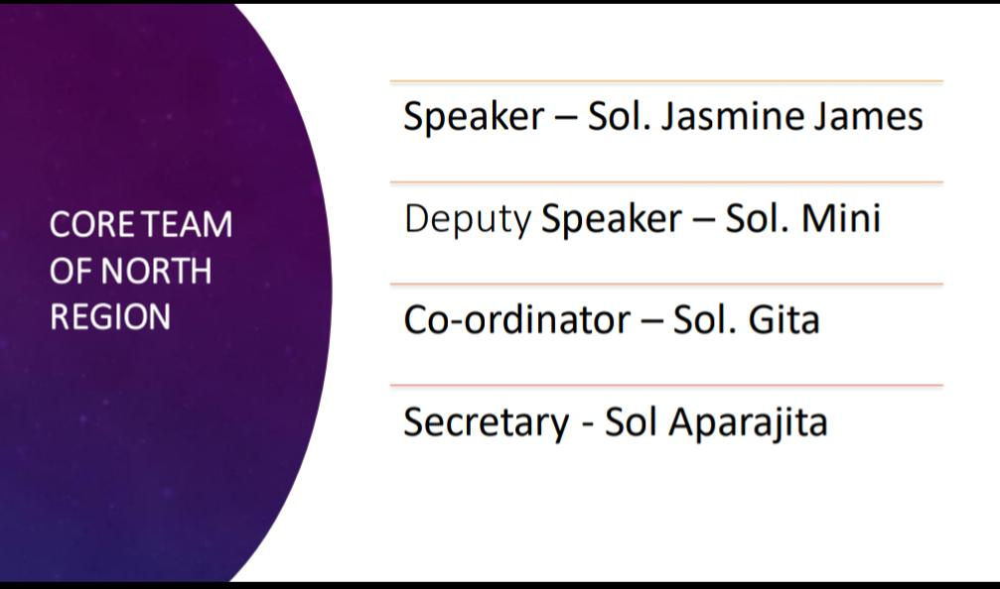 CORE TEAM
OF NORTH
REGION
Speaker – Sol. Jasmine James
Deputy Speaker – Sol. Mini
Co-ordinator – Sol. Gita
Secretary - Sol Aparajita